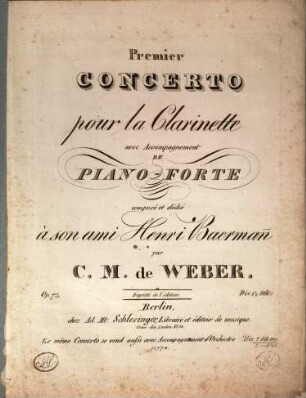 Premier
CONCERTO
pour la Clarinette
avec Accompagnement
DE
PIANO-FORTE
composé et dédié
à son ami Henri Baermañ
par
C. M. de WEBER.
Op. 73.
Propriété de l'éditeur
Berlin,
chez Ad. Mt. Schlesinger, Libraire et éditeur de musique.
Le même Concerto se vend aussi avec Accompagnement d'Orchestre